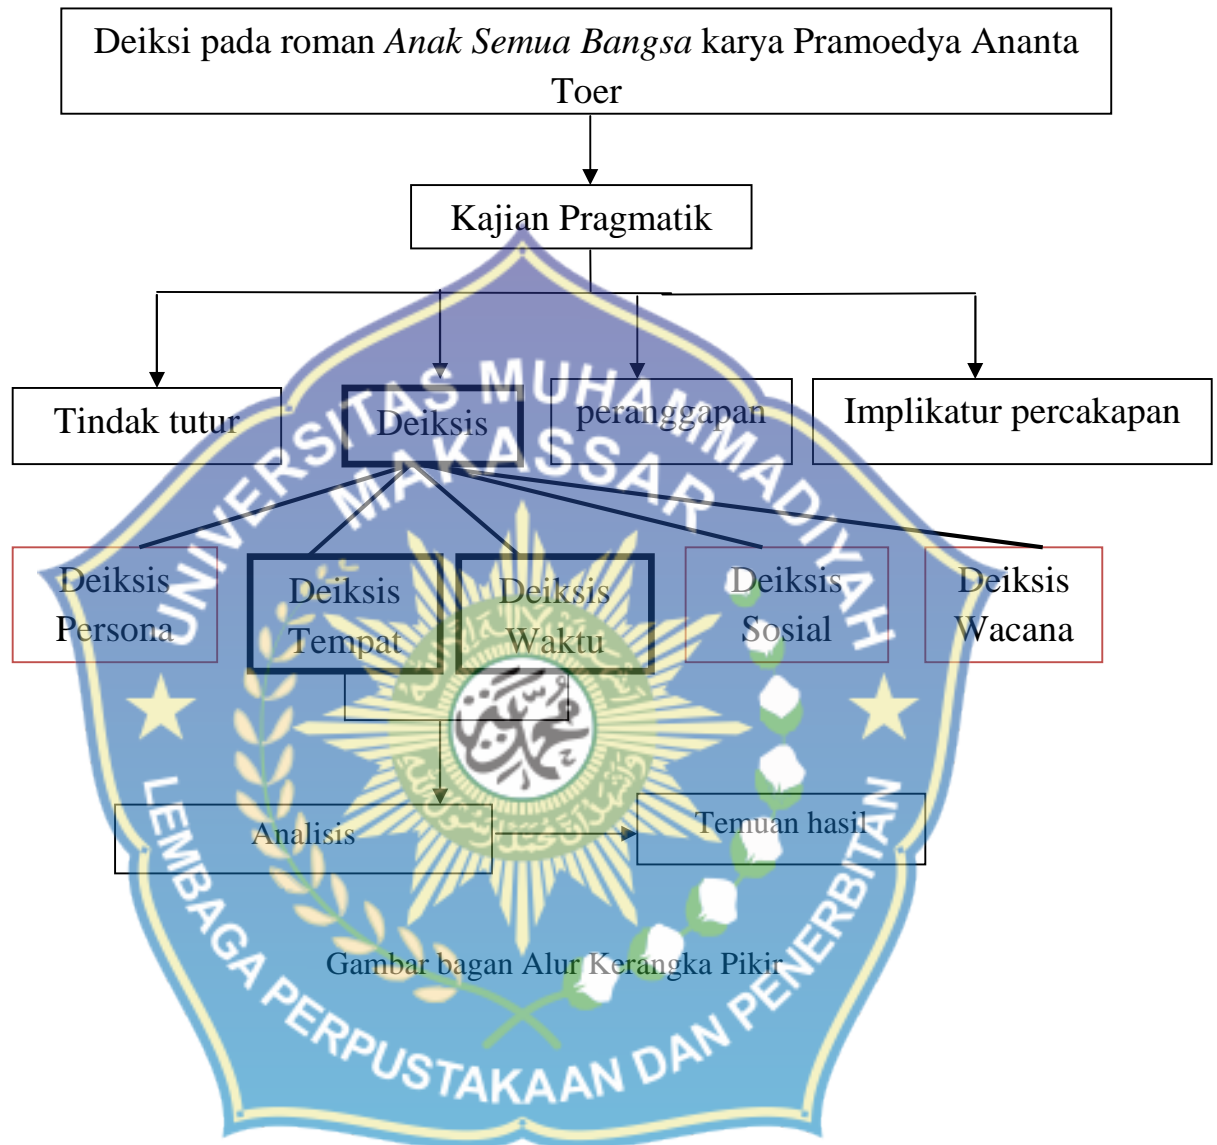 Deiksi pada roman Anak Semua Bangsa karya Pramoedya Ananta
Toer
Kajian Pragmatik
Tindak tutur
Deiksis
peranggapan
Implikatur percakapan
Deiksis
Persona
Deiksis
Tempat
Deiksis
Waktu
Deiksis
Sosial
Deiksis
Wacana
Analisis
Temuan hasil
Gambar bagan Alur Kerangka Pikir
UNIVERSITAS MUHAMMADIYAH
MAKASSAR
LEMBAGA PERPUSTAKAAN DAN PENERBITAN